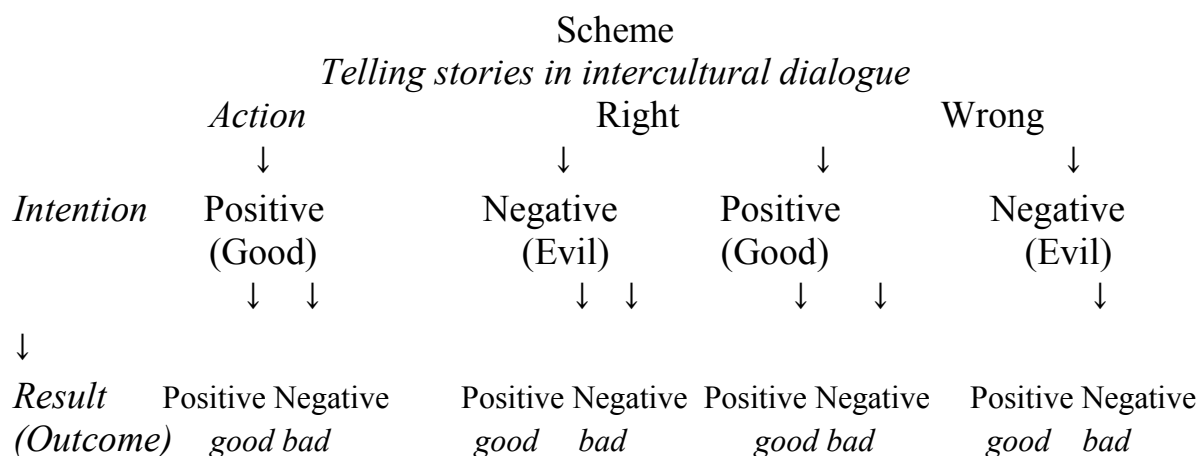 Scheme
Telling stories in intercultural dialogue
Action Right Wrong
↓ ↓ ↓ ↓
Intention Positive Negative Positive Negative
(Good) (Evil) (Good) (Evil)
↓ ↓ ↓ ↓ ↓ ↓ ↓
↓
Result Positive Negative Positive Negative Positive Negative Positive Negative
(Outcome) good bad good bad good bad good bad